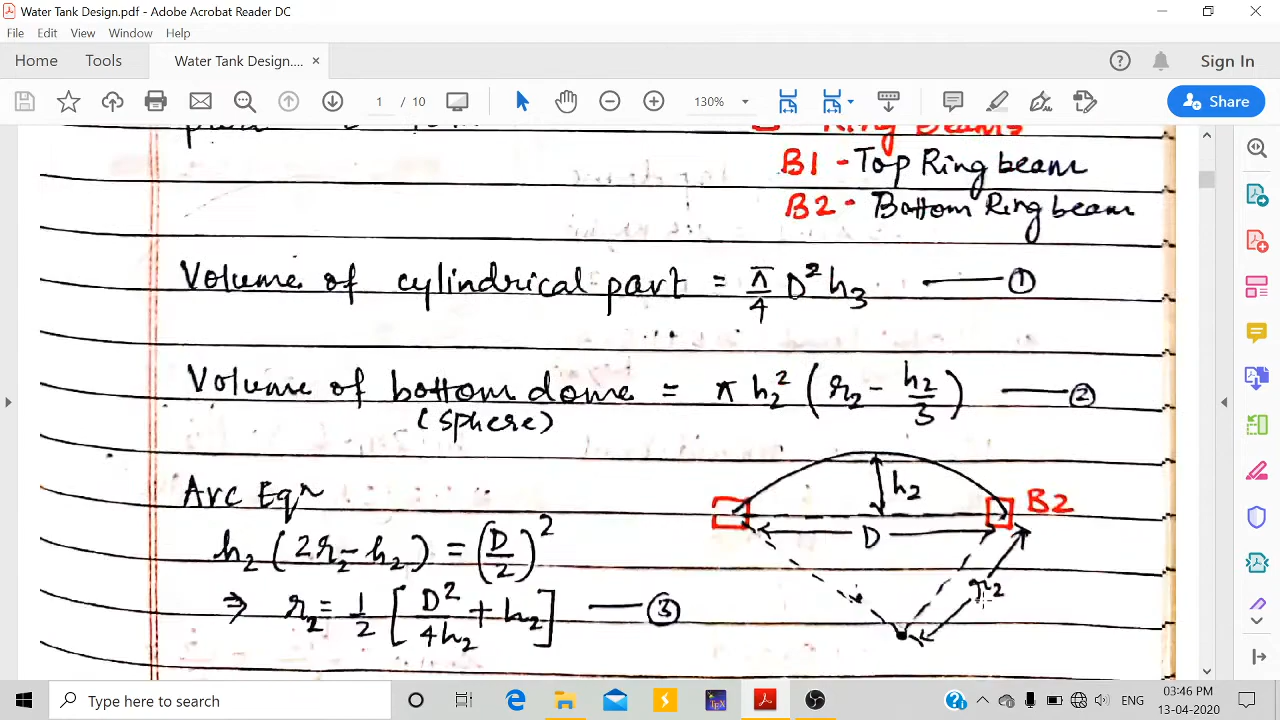 Water Tank Design.pdf - Adobe Acrobat Reader DC
File Edit View Window Help
Home Tools Water Tank Design.... × Sign In
1 / 10 130% Share
Ring Beams
B1 - Top Ring beam
B2 - Bottom Ring beam
Volume of cylindrical part = π/4 D² h₃ —— ①
Volume of bottom dome = π h₂² (r₂ - h₂/3) —— ②
(sphere)
Arc Eqn
h₂ (2r₂ - h₂) = (D/2)²
⇒ r₂ = 1/2 [D²/4h₂ + h₂] —— ③
h₂
B2
D
r₂
Type here to search
ENG
03:46 PM
13-04-2020